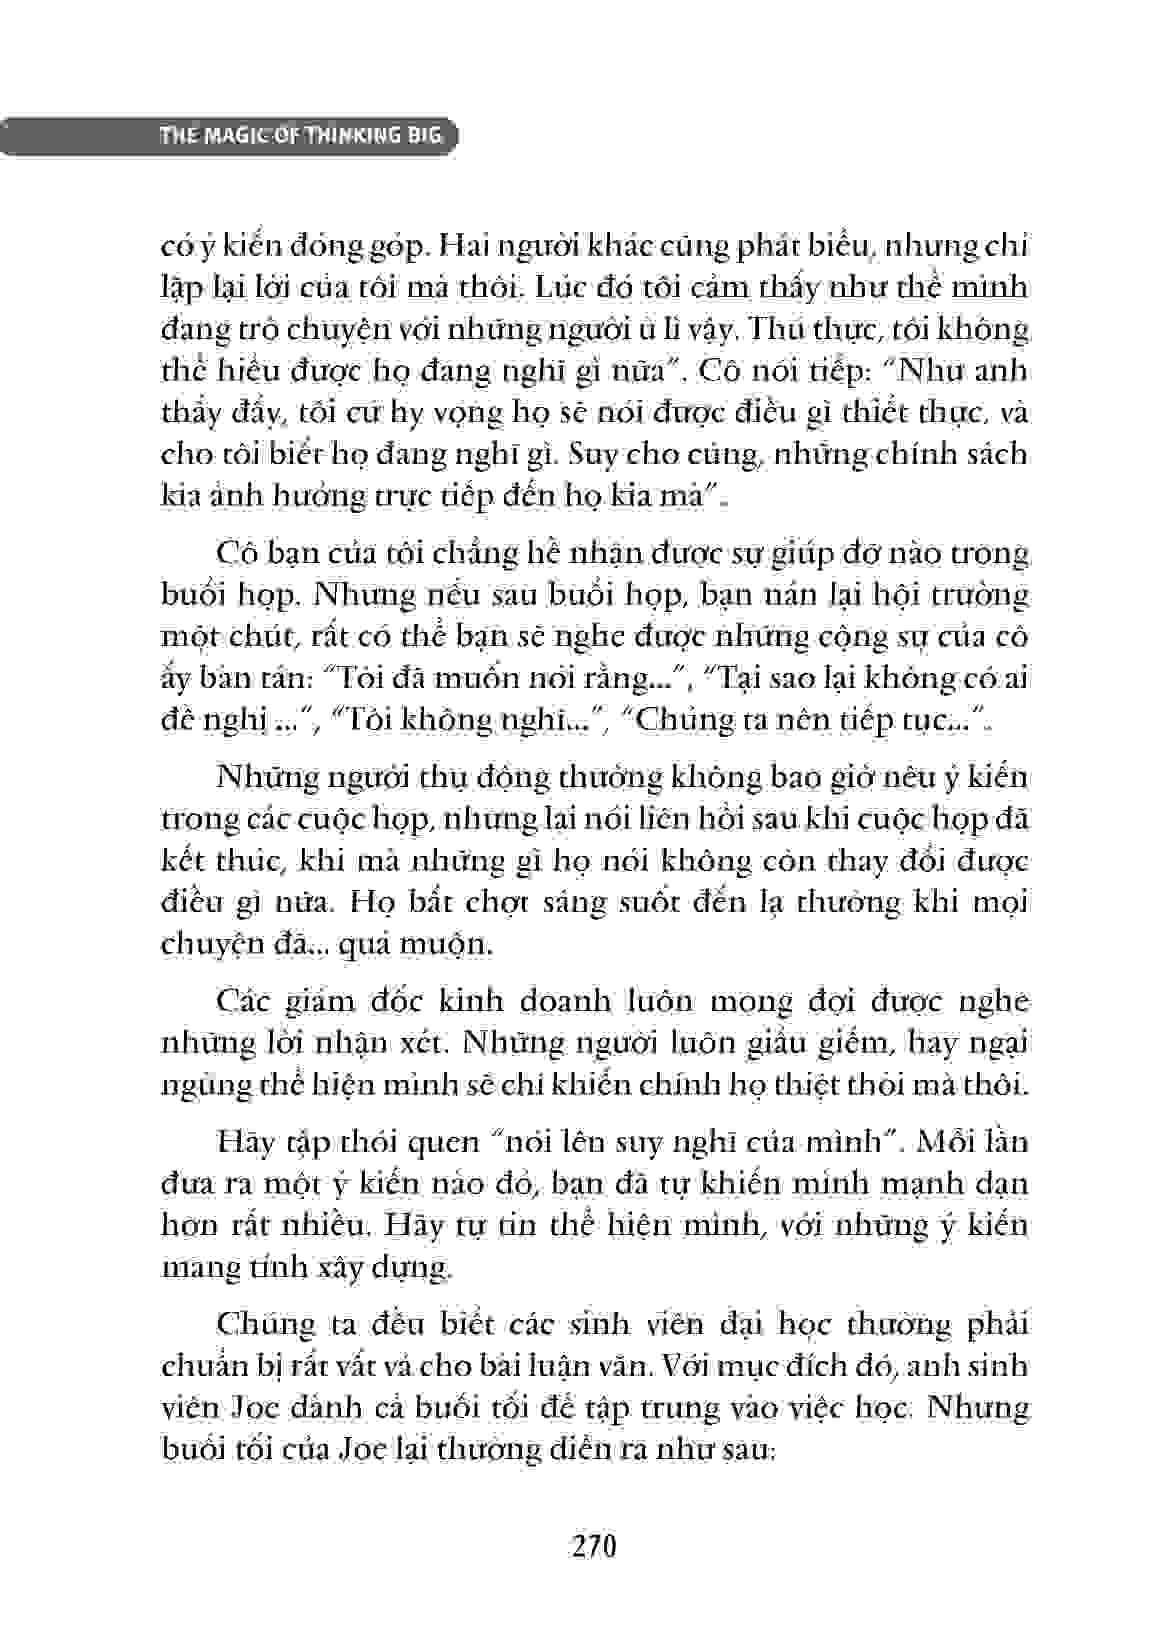 THE MAGIC OF THINKING BIG
có ý kiến đóng góp. Hai người khác cũng phát biểu, nhưng chỉ
lặp lại lời của tôi mà thôi. Lúc đó tôi cảm thấy như thể mình
đang trò chuyện với những người ù lì vậy. Thú thực, tôi không
thể hiểu được họ đang nghĩ gì nữa”. Cô nói tiếp: “Như anh
thấy đấy, tôi cứ hy vọng họ sẽ nói được điều gì thiết thực, và
cho tôi biết họ đang nghĩ gì. Suy cho cùng, những chính sách
kia ảnh hưởng trực tiếp đến họ kia mà”.
Cô bạn của tôi chẳng hề nhận được sự giúp đỡ nào trong
buổi họp. Nhưng nếu sau buổi họp, bạn nán lại hội trường
một chút, rất có thể bạn sẽ nghe được những cộng sự của cô
ấy bàn tán: “Tôi đã muốn nói rằng...”, “Tại sao lại không có ai
đề nghị ...”, “Tôi không nghĩ...”, “Chúng ta nên tiếp tục...”.
Những người thụ động thường không bao giờ nêu ý kiến
trong các cuộc họp, nhưng lại nói liên hồi sau khi cuộc họp đã
kết thúc, khi mà những gì họ nói không còn thay đổi được
điều gì nữa. Họ bất chợt sáng suốt đến lạ thường khi mọi
chuyện đã... quá muộn.
Các giám đốc kinh doanh luôn mong đợi được nghe
những lời nhận xét. Những người luôn giấu giếm, hay ngại
ngùng thể hiện mình sẽ chỉ khiến chính họ thiệt thòi mà thôi.
Hãy tập thói quen “nói lên suy nghĩ của mình”. Mỗi lần
đưa ra một ý kiến nào đó, bạn đã tự khiến mình mạnh dạn
hơn rất nhiều. Hãy tự tin thể hiện mình, với những ý kiến
mang tính xây dựng.
Chúng ta đều biết các sinh viên đại học thường phải
chuẩn bị rất vất vả cho bài luận văn. Với mục đích đó, anh sinh
viên Joe dành cả buổi tối để tập trung vào việc học. Nhưng
buổi tối của Joe lại thường diễn ra như sau:
270